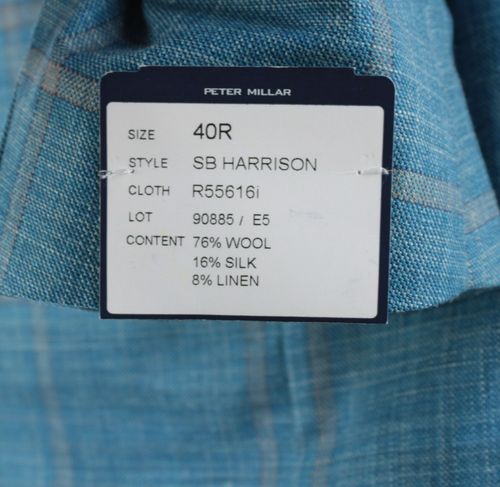 PETER MILLAR
SIZE 40R
STYLE SB HARRISON
CLOTH R55616i
LOT 90885 / E5
CONTENT 76% WOOL
16% SILK
8% LINEN